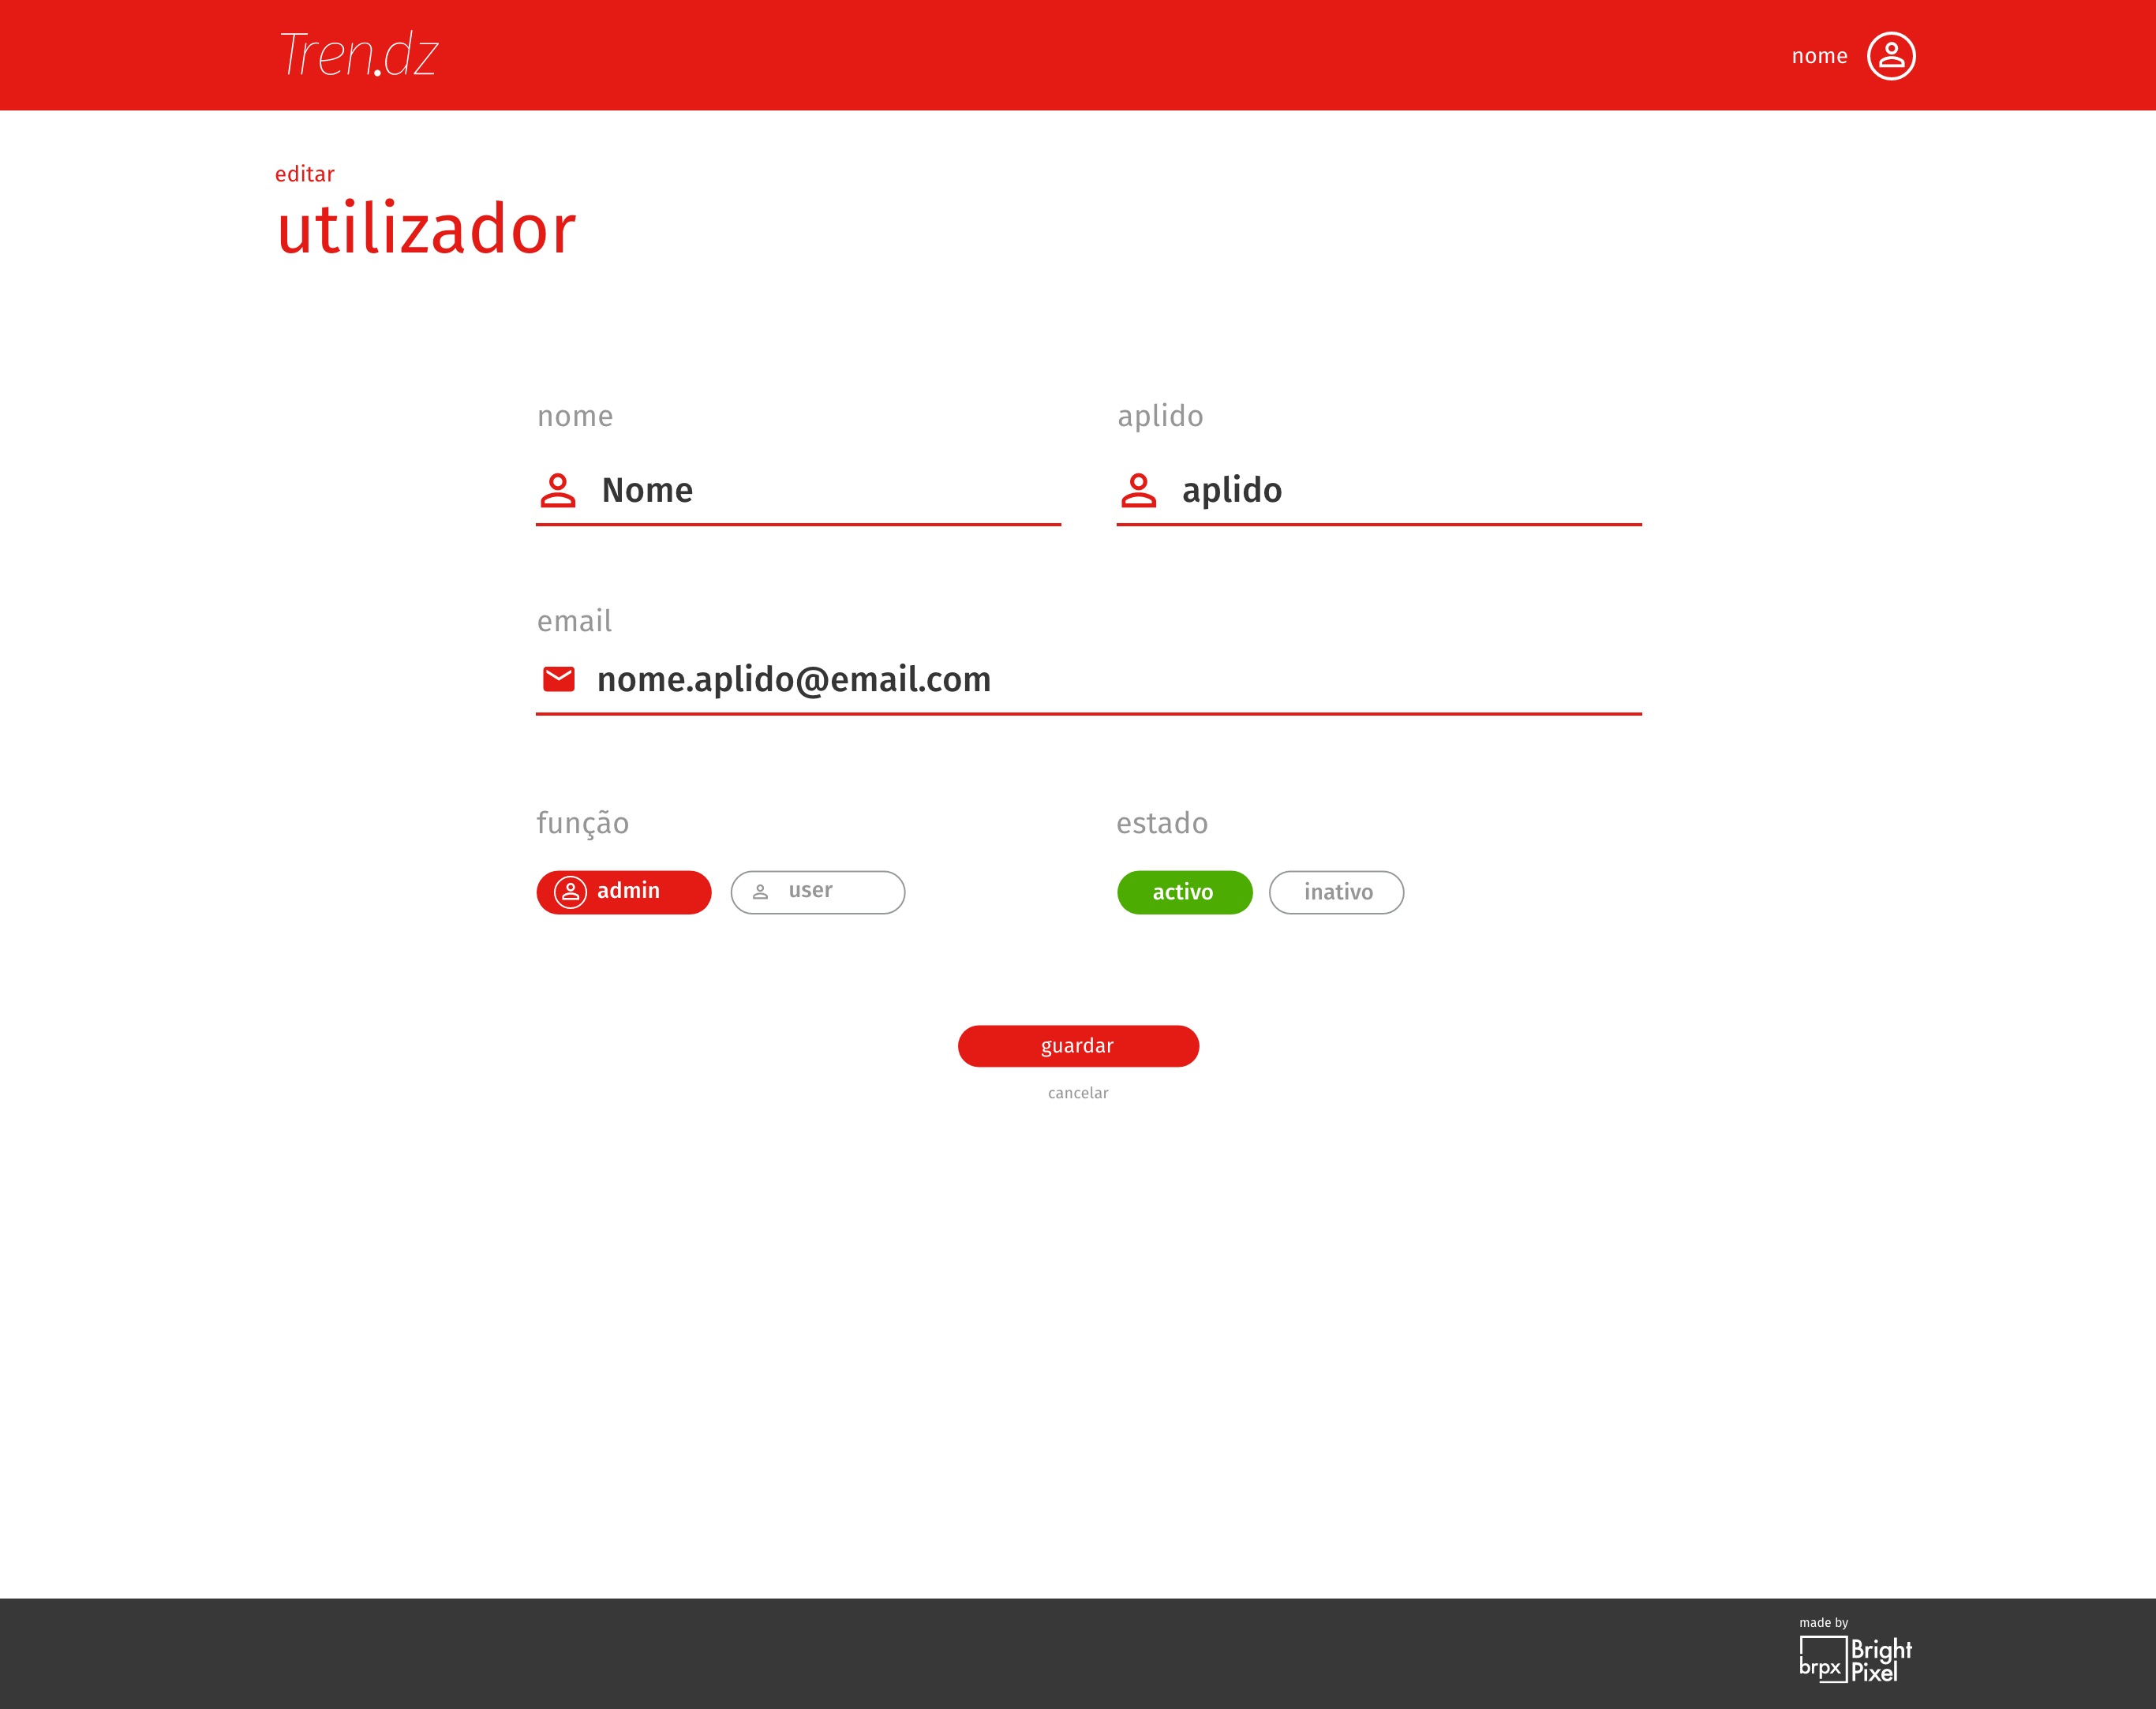 Tren.dz
nome
editar
utilizador
nome
aplido
Nome
aplido
email
nome.aplido@email.com
função
estado
admin
user
activo
inativo
guardar
cancelar
made by
brpx
Bright
Pixel